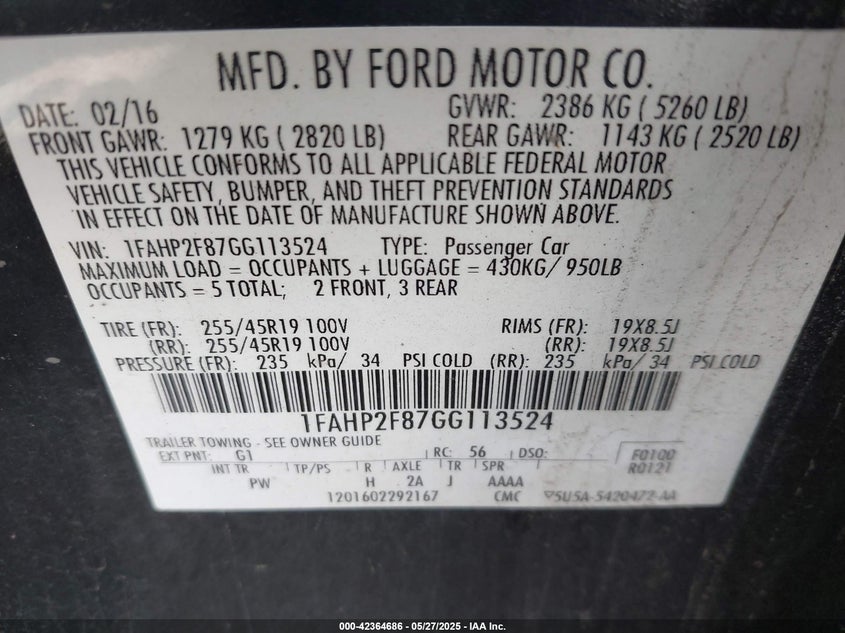 MFD. BY FORD MOTOR CO.
DATE: 02/16 GVWR: 2386 KG ( 5260 LB)
FRONT GAWR: 1279 KG ( 2820 LB) REAR GAWR: 1143 KG ( 2520 LB)
THIS VEHICLE CONFORMS TO ALL APPLICABLE FEDERAL MOTOR
VEHICLE SAFETY, BUMPER, AND THEFT PREVENTION STANDARDS
IN EFFECT ON THE DATE OF MANUFACTURE SHOWN ABOVE.
VIN: 1FAHP2F87GG113524 TYPE: Passenger Car
MAXIMUM LOAD = OCCUPANTS + LUGGAGE = 430KG/ 950LB
OCCUPANTS = 5 TOTAL; 2 FRONT, 3 REAR
TIRE (FR): 255/45R19 100V RIMS (FR): 19X8.5J
(RR): 255/45R19 100V (RR): 19X8.5J
PRESSURE (FR): 235 kPa/ 34 PSI COLD (RR): 235 kPa/ 34 PSI COLD
1FAHP2F87GG113524
TRAILER TOWING - SEE OWNER GUIDE
EXT PNT: G1 RC: 56 DSO: F0100
R0121
INT TR TP/PS R AXLE TR SPR
PW H 2A J AAAA
1201602292167 CMC 5U5A-5420472-AA
000-42364686 05/27/2025 - IAA Inc.